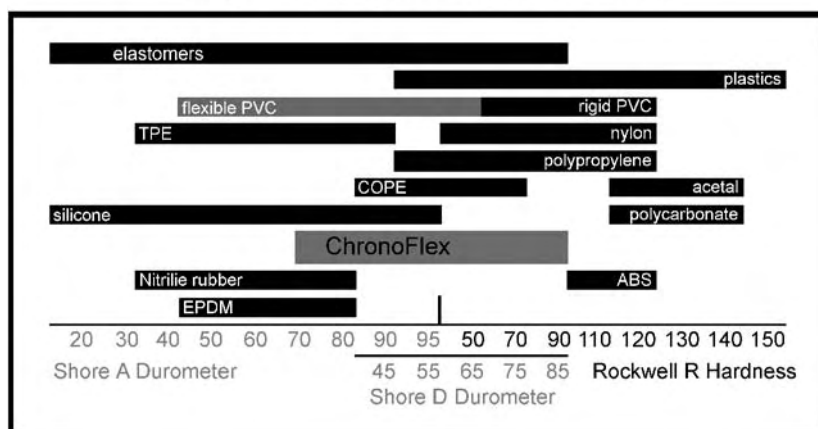 elastomers
plastics
flexible PVC rigid PVC
TPE nylon
polypropylene
COPE acetal
silicone polycarbonate
ChronoFlex
Nitrilie rubber ABS
EPDM
20 30 40 50 60 70 80 90 95 50 70 90 110 120 130 140 150
Shore A Durometer 45 55 65 75 85 Rockwell R Hardness
Shore D Durometer